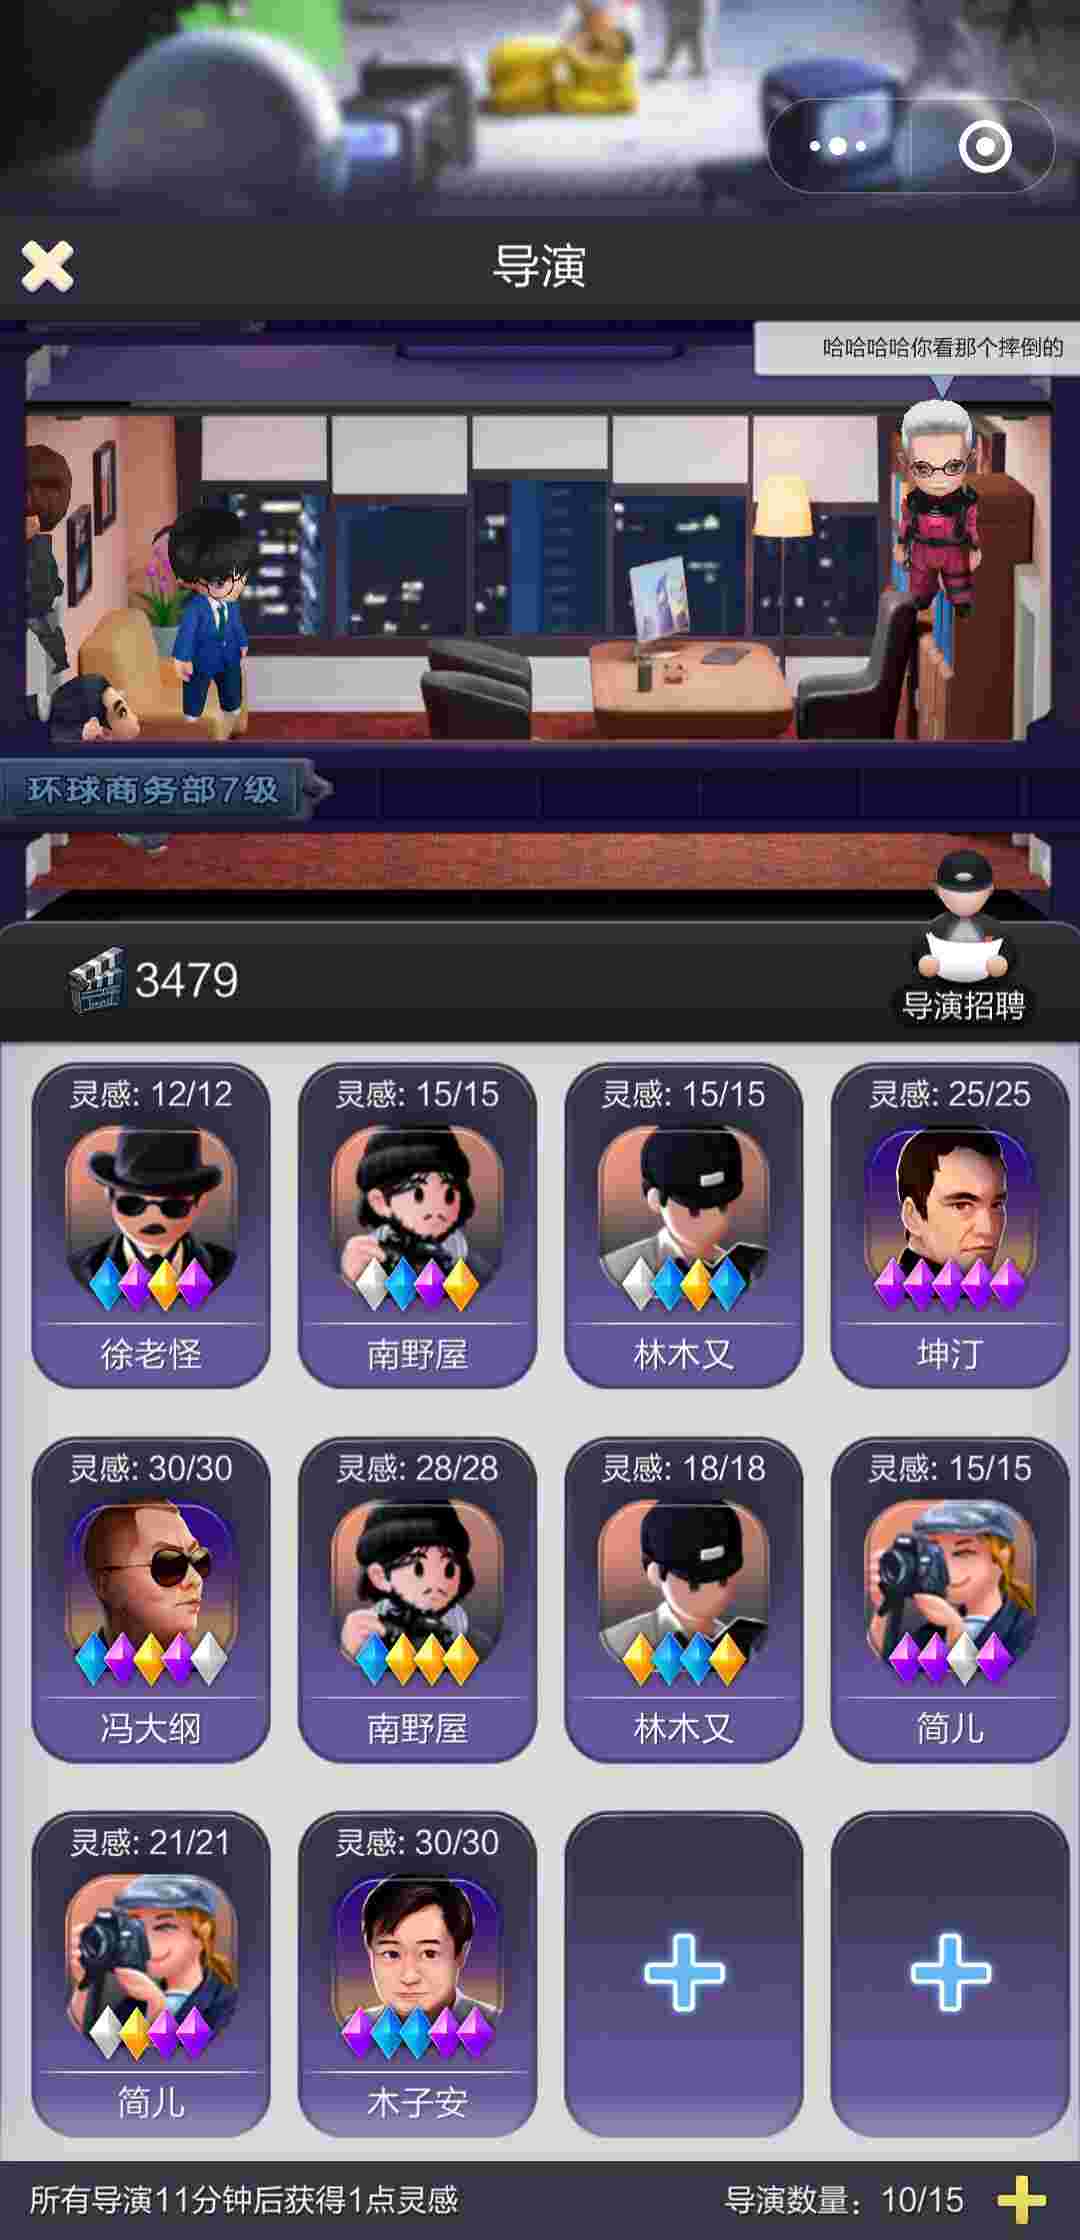 导演
哈哈哈哈你看那个摔倒的
环球商务部7级
3479
导演招聘
灵感: 12/12
灵感: 15/15
灵感: 15/15
灵感: 25/25
徐老怪
南野屋
林木又
坤汀
灵感: 30/30
灵感: 28/28
灵感: 18/18
灵感: 15/15
冯大纲
南野屋
林木又
简儿
灵感: 21/21
灵感: 30/30
简儿
木子安
所有导演11分钟后获得1点灵感
导演数量：10/15